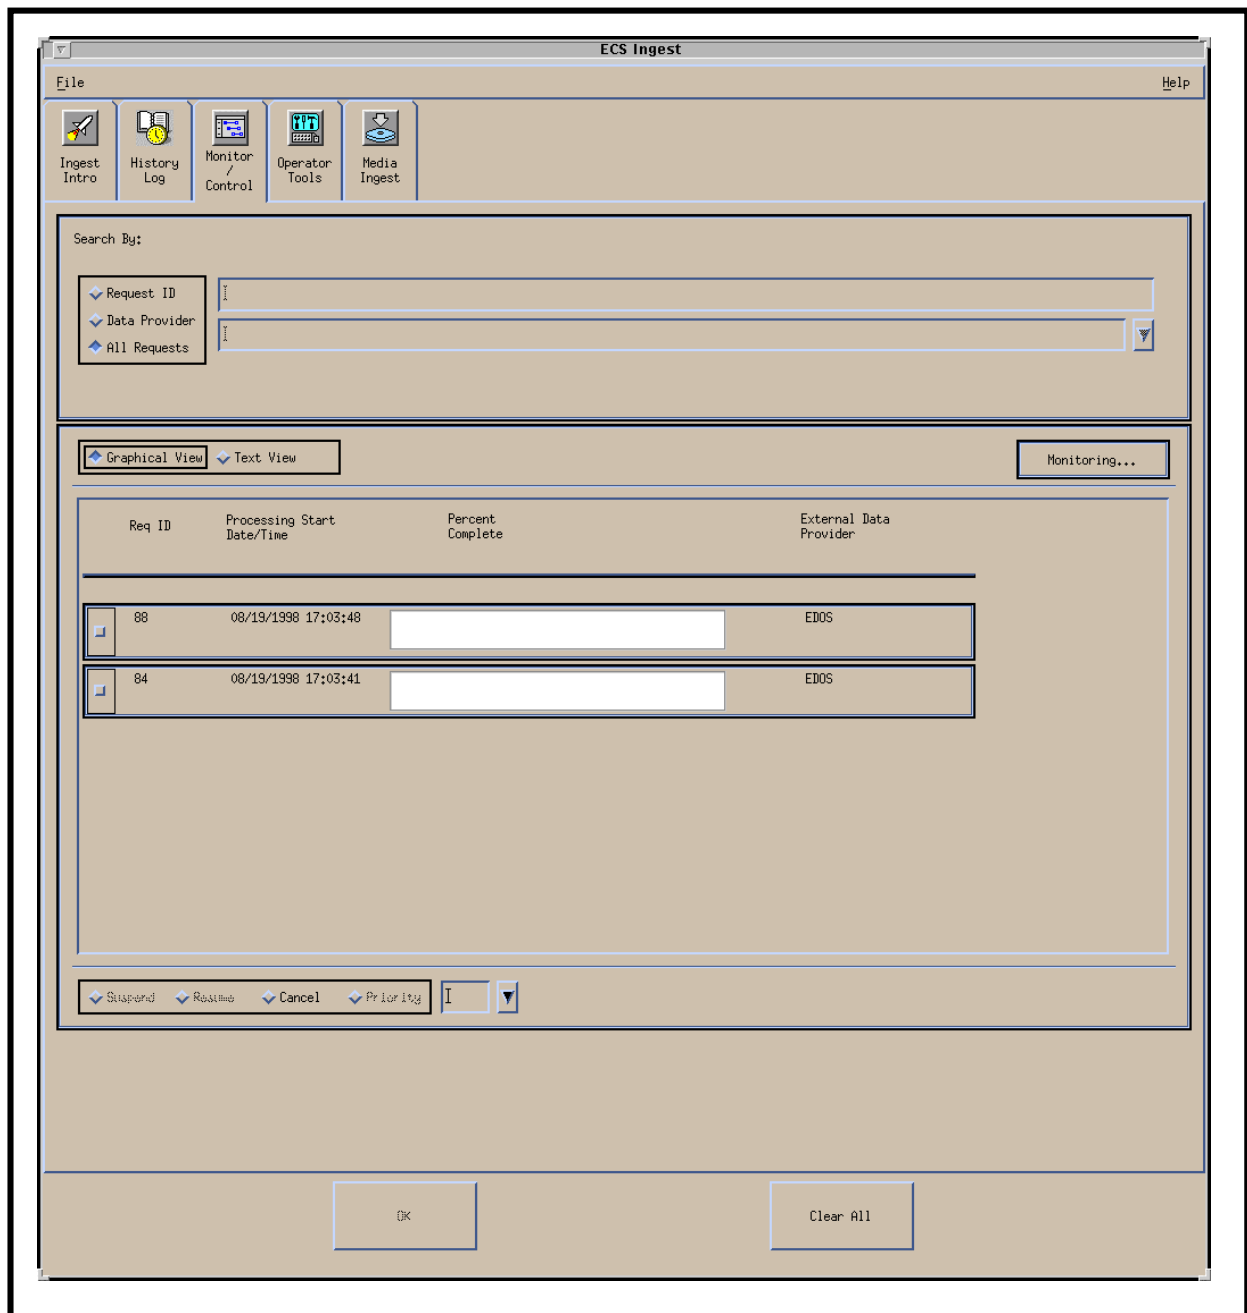 ECS Ingest
File
Help
Ingest
Intro
History
Log
Monitor
/
Control
Operator
Tools
Media
Ingest
Search By:
Request ID
Data Provider
All Requests
Graphical View
Text View
Monitoring...
Req ID
Processing Start
Date/Time
Percent
Complete
External Data
Provider
88 08/19/1998 17:03:48 EDOS
84 08/19/1998 17:03:41 EDOS
Suspend Resume Cancel Priority
OK
Clear All